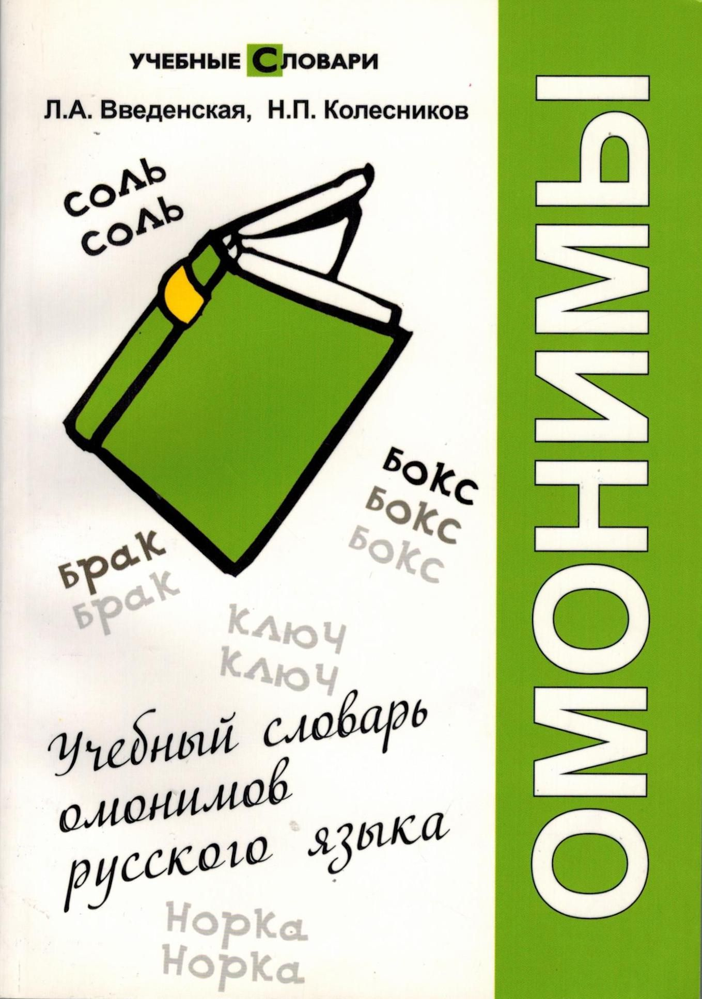 УЧЕБНЫЕ СЛОВАРИ
Л.А. Введенская, Н.П. Колесников
СОЛЬ
СОЛЬ
БОКС
БОКС
БОКС
Брак
Брак
КЛЮЧ
КЛЮЧ
Учебный словарь
омонимов
русского языка
Норка
Норка
ОМОНИМЫ